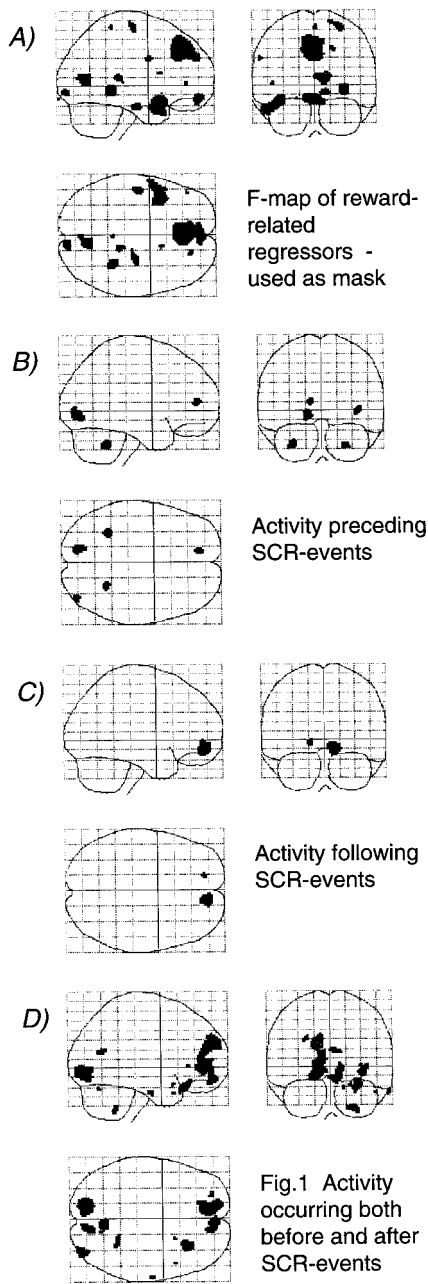 A)
F-map of reward-
related
regressors -
used as mask
B)
Activity preceding
SCR-events
C)
Activity following
SCR-events
D)
Fig.1 Activity
occurring both
before and after
SCR-events